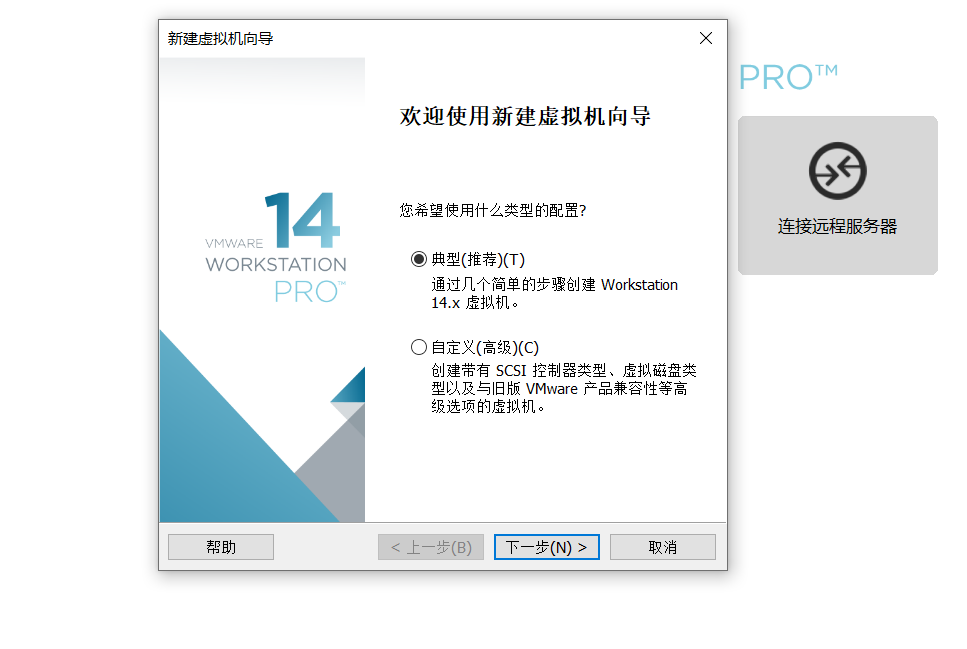 新建虚拟机向导
PRO™
欢迎使用新建虚拟机向导
连接远程服务器
14
VMWARE
WORKSTATION
PRO™
您希望使用什么类型的配置?
典型(推荐)(T)
通过几个简单的步骤创建 Workstation
14.x 虚拟机。
自定义(高级)(C)
创建带有 SCSI 控制器类型、虚拟磁盘类
型以及与旧版 VMware 产品兼容性等高
级选项的虚拟机。
帮助
< 上一步(B)
下一步(N) >
取消